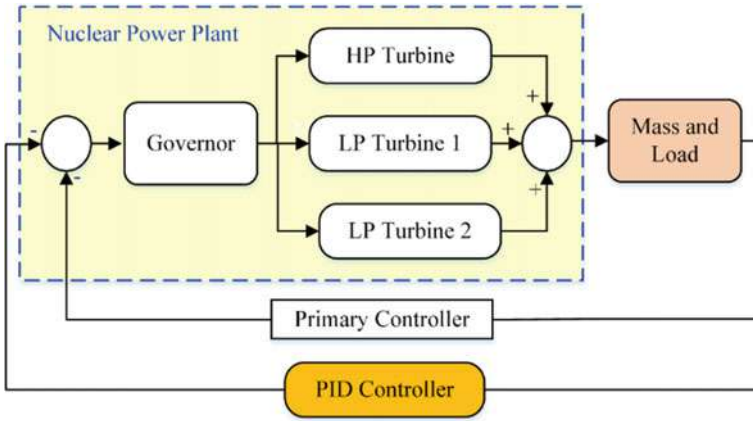 Nuclear Power Plant
HP Turbine
+
-
Governor
LP Turbine 1
+
Mass and
Load
-
+
LP Turbine 2
Primary Controller
PID Controller